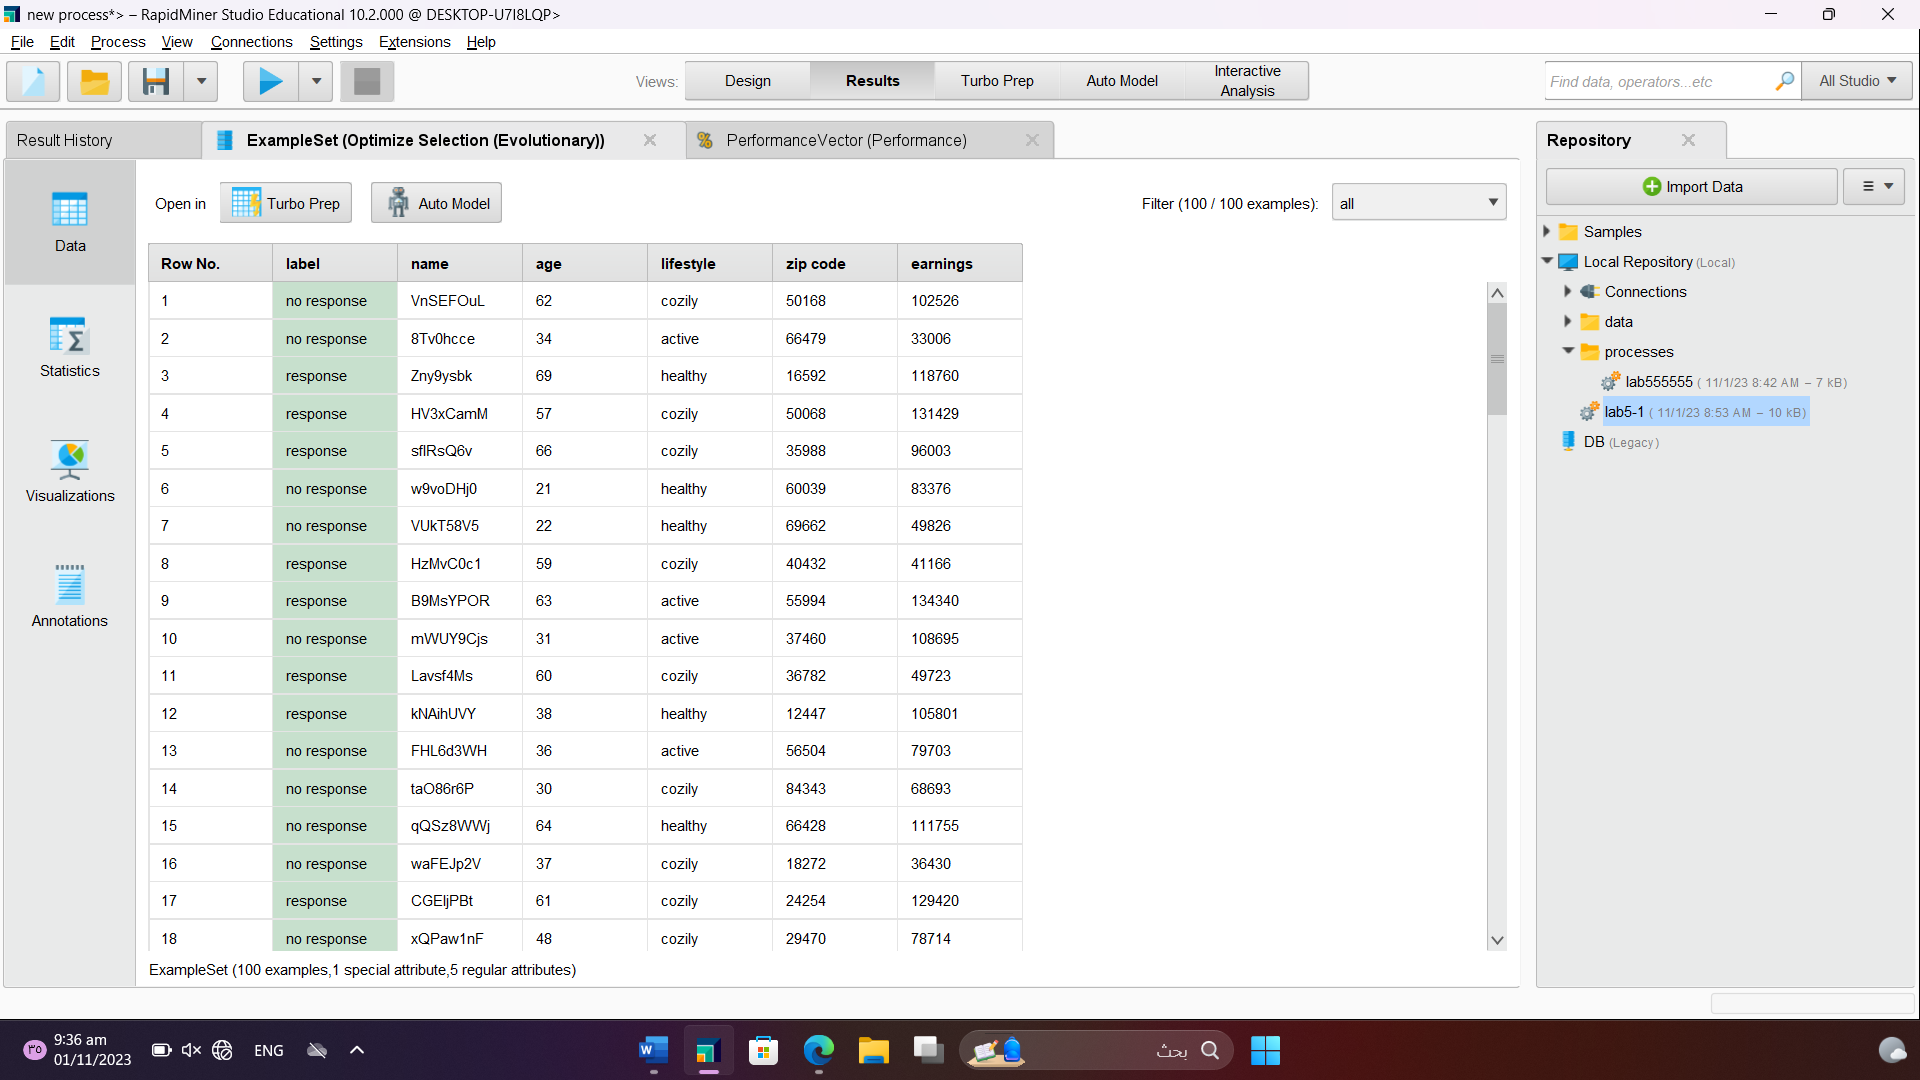 new process*> – RapidMiner Studio Educational 10.2.000 @ DESKTOP-U7I8LQP>
File Edit Process View Connections Settings Extensions Help
Views: Design Results Turbo Prep Auto Model Interactive Analysis
Find data, operators...etc All Studio
Result History ExampleSet (Optimize Selection (Evolutionary)) PerformanceVector (Performance)
Open in Turbo Prep Auto Model Filter (100 / 100 examples): all
Data
Statistics
Visualizations
Annotations
Row No. label name age lifestyle zip code earnings
1 no response VnSEFOuL 62 cozily 50168 102526
2 no response 8Tv0hcce 34 active 66479 33006
3 response Zny9ysbk 69 healthy 16592 118760
4 response HV3xCamM 57 cozily 50068 131429
5 response sflRsQ6v 66 cozily 35988 96003
6 no response w9voDHj0 21 healthy 60039 83376
7 no response VUkT58V5 22 healthy 69662 49826
8 response HzMvC0c1 59 cozily 40432 41166
9 response B9MsYPOR 63 active 55994 134340
10 no response mWUY9Cjs 31 active 37460 108695
11 response Lavsf4Ms 60 cozily 36782 49723
12 response kNAihUVY 38 healthy 12447 105801
13 no response FHL6d3WH 36 active 56504 79703
14 no response taO86r6P 30 cozily 84343 68693
15 no response qQSz8WWj 64 healthy 66428 111755
16 no response waFEJp2V 37 cozily 18272 36430
17 response CGEljPBt 61 cozily 24254 129420
18 no response xQPaw1nF 48 cozily 29470 78714
ExampleSet (100 examples,1 special attribute,5 regular attributes)
Repository
Import Data
Samples
Local Repository (Local)
Connections
data
processes
lab555555 ( 11/1/23 8:42 AM – 7 kB)
lab5-1 ( 11/1/23 8:53 AM – 10 kB)
DB (Legacy)
٣٥ 9:36 am
01/11/2023
ENG
بحث